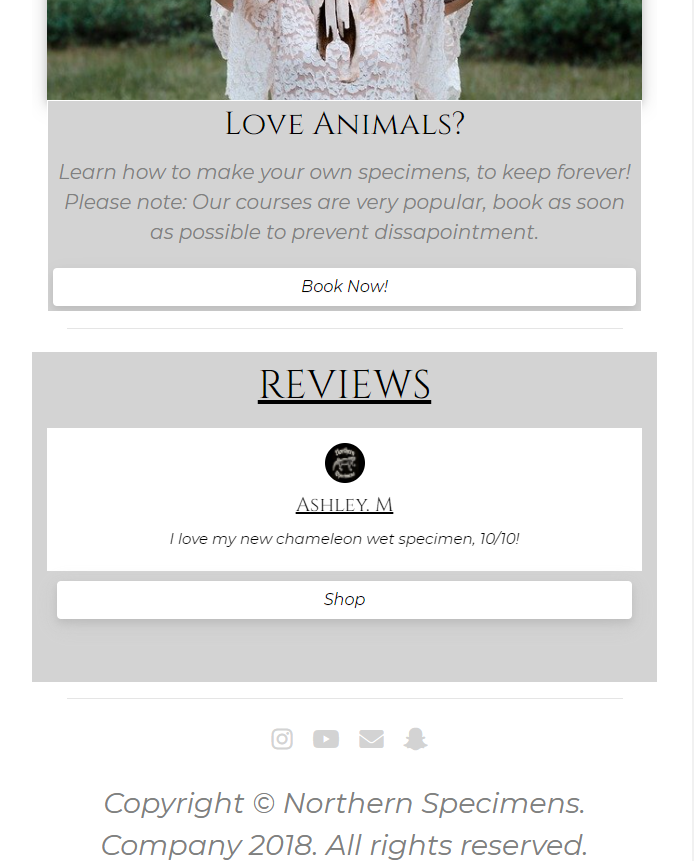 Love Animals?
Learn how to make your own specimens, to keep forever!
Please note: Our courses are very popular, book as soon
as possible to prevent dissapointment.
Book Now!
REVIEWS
Northern
Specimens
Ashley. M
I love my new chameleon wet specimen, 10/10!
Shop
Copyright © Northern Specimens.
Company 2018. All rights reserved.